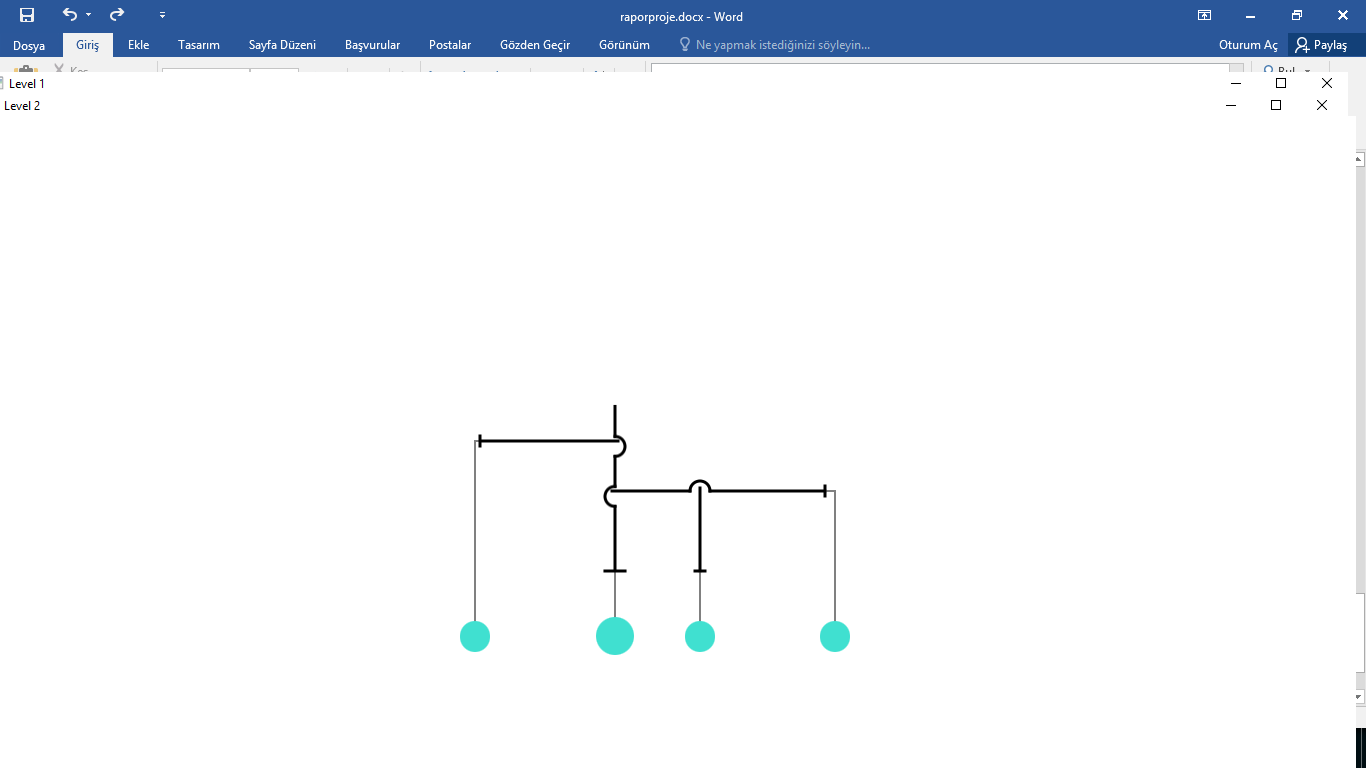 raporproje.docx - Word
Dosya Giriş Ekle Tasarım Sayfa Düzeni Başvurular Postalar Gözden Geçir Görünüm Ne yapmak istediğinizi söyleyin... Oturum Aç Paylaş
Level 1
Level 2